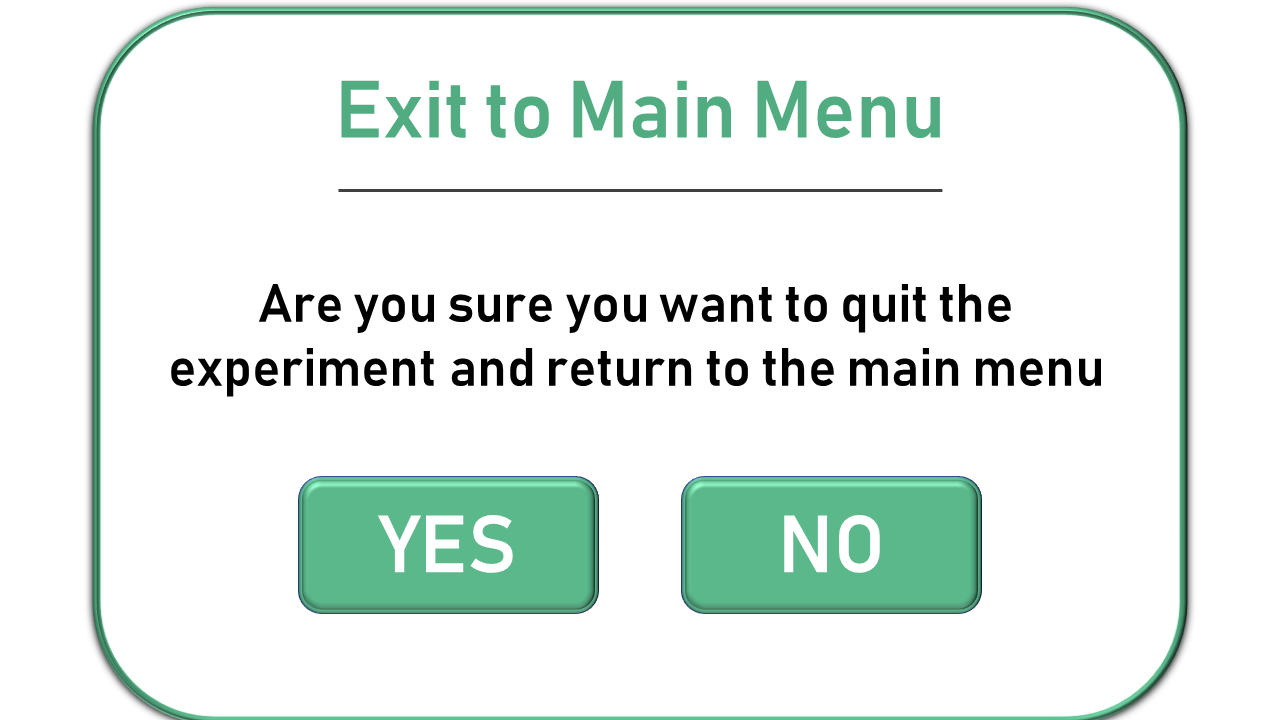 Exit to Main Menu
Are you sure you want to quit the
experiment and return to the main menu
YES
NO